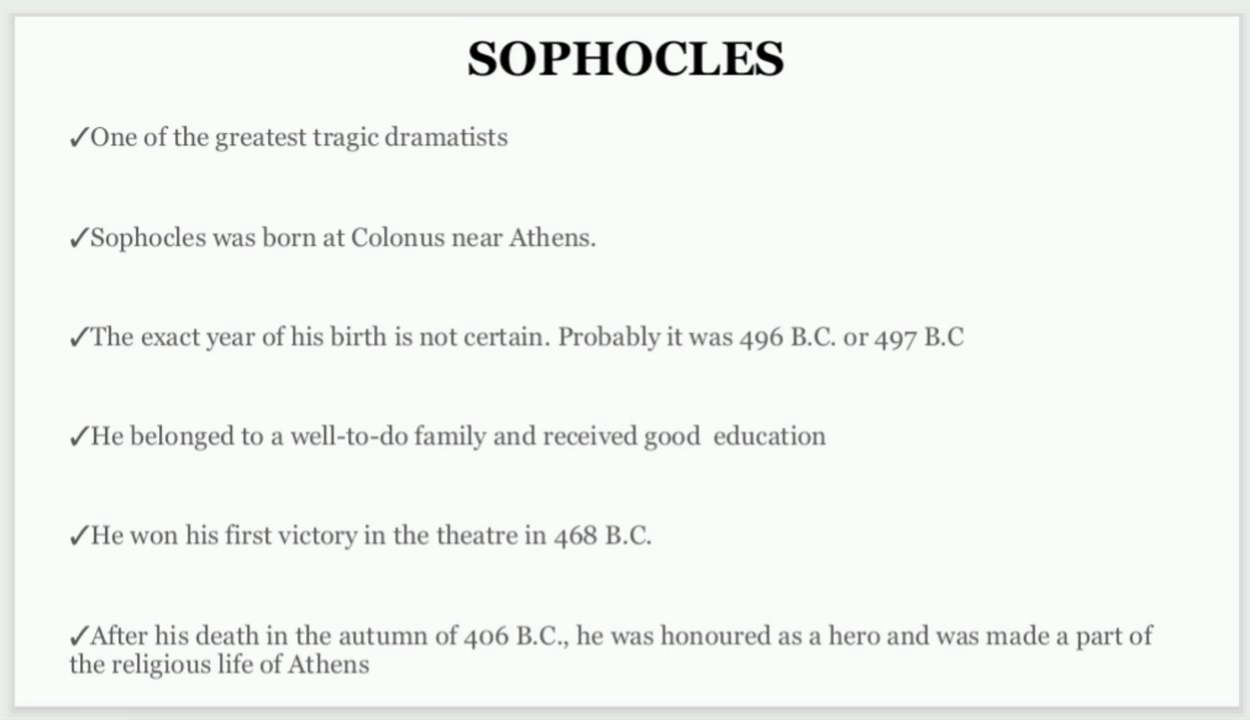 SOPHOCLES
✓One of the greatest tragic dramatists
✓Sophocles was born at Colonus near Athens.
✓The exact year of his birth is not certain. Probably it was 496 B.C. or 497 B.C
✓He belonged to a well-to-do family and received good  education
✓He won his first victory in the theatre in 468 B.C.
✓After his death in the autumn of 406 B.C., he was honoured as a hero and was made a part of
the religious life of Athens